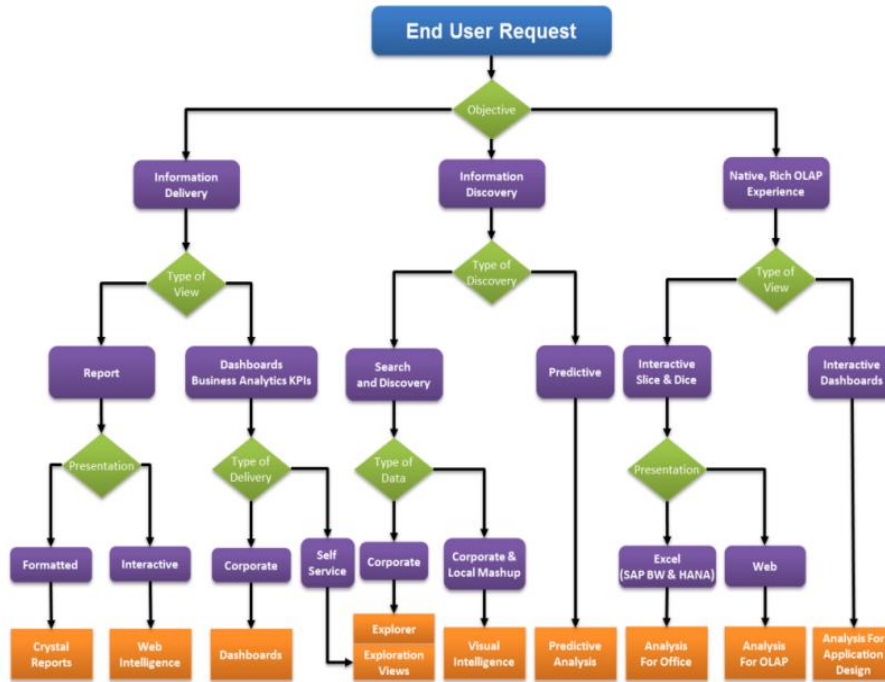 End User Request
Objective
Information
Delivery
Information
Discovery
Native, Rich OLAP
Experience
Type of
View
Type of
Discovery
Type of
View
Report
Dashboards
Business Analytics KPIs
Search
and Discovery
Predictive
Interactive
Slice & Dice
Interactive
Dashboards
Presentation
Type of
Delivery
Type of
Data
Presentation
Formatted
Interactive
Corporate
Self
Service
Corporate
Corporate &
Local Mashup
Excel
(SAP BW & HANA)
Web
Crystal
Reports
Web
Intelligence
Dashboards
Explorer
Exploration
Views
Visual
Intelligence
Predictive
Analysis
Analysis
For Office
Analysis
For OLAP
Analysis For
Application
Design